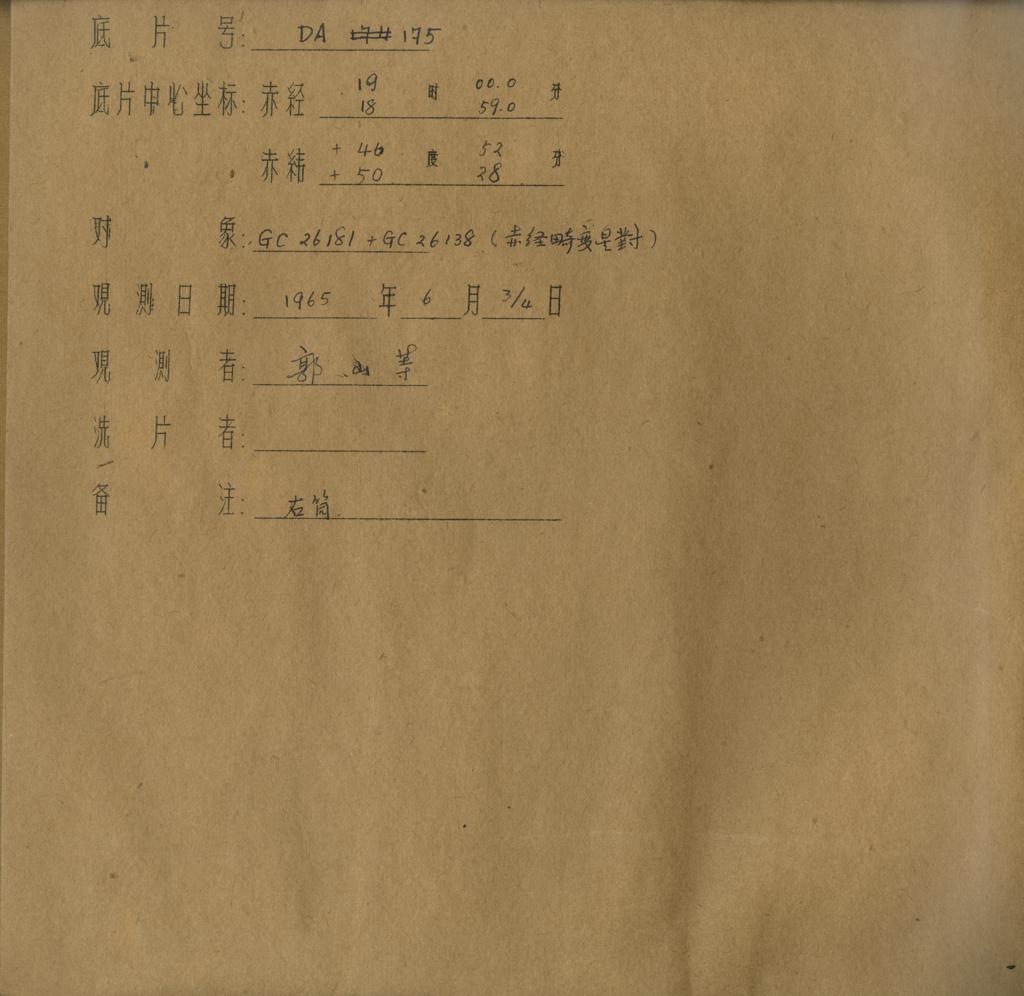 底片号: DA 175
底片中心坐标: 赤经 19 时 00.0 分
18 59.0
赤纬 + 46 度 52 分
+ 50 28
对象: GC 26181 + GC 26138 (赤经畸变星對)
观测日期: 1965 年 6 月 3/4 日
观测者: 郭 山 等
洗片者:
备注: 右筒.